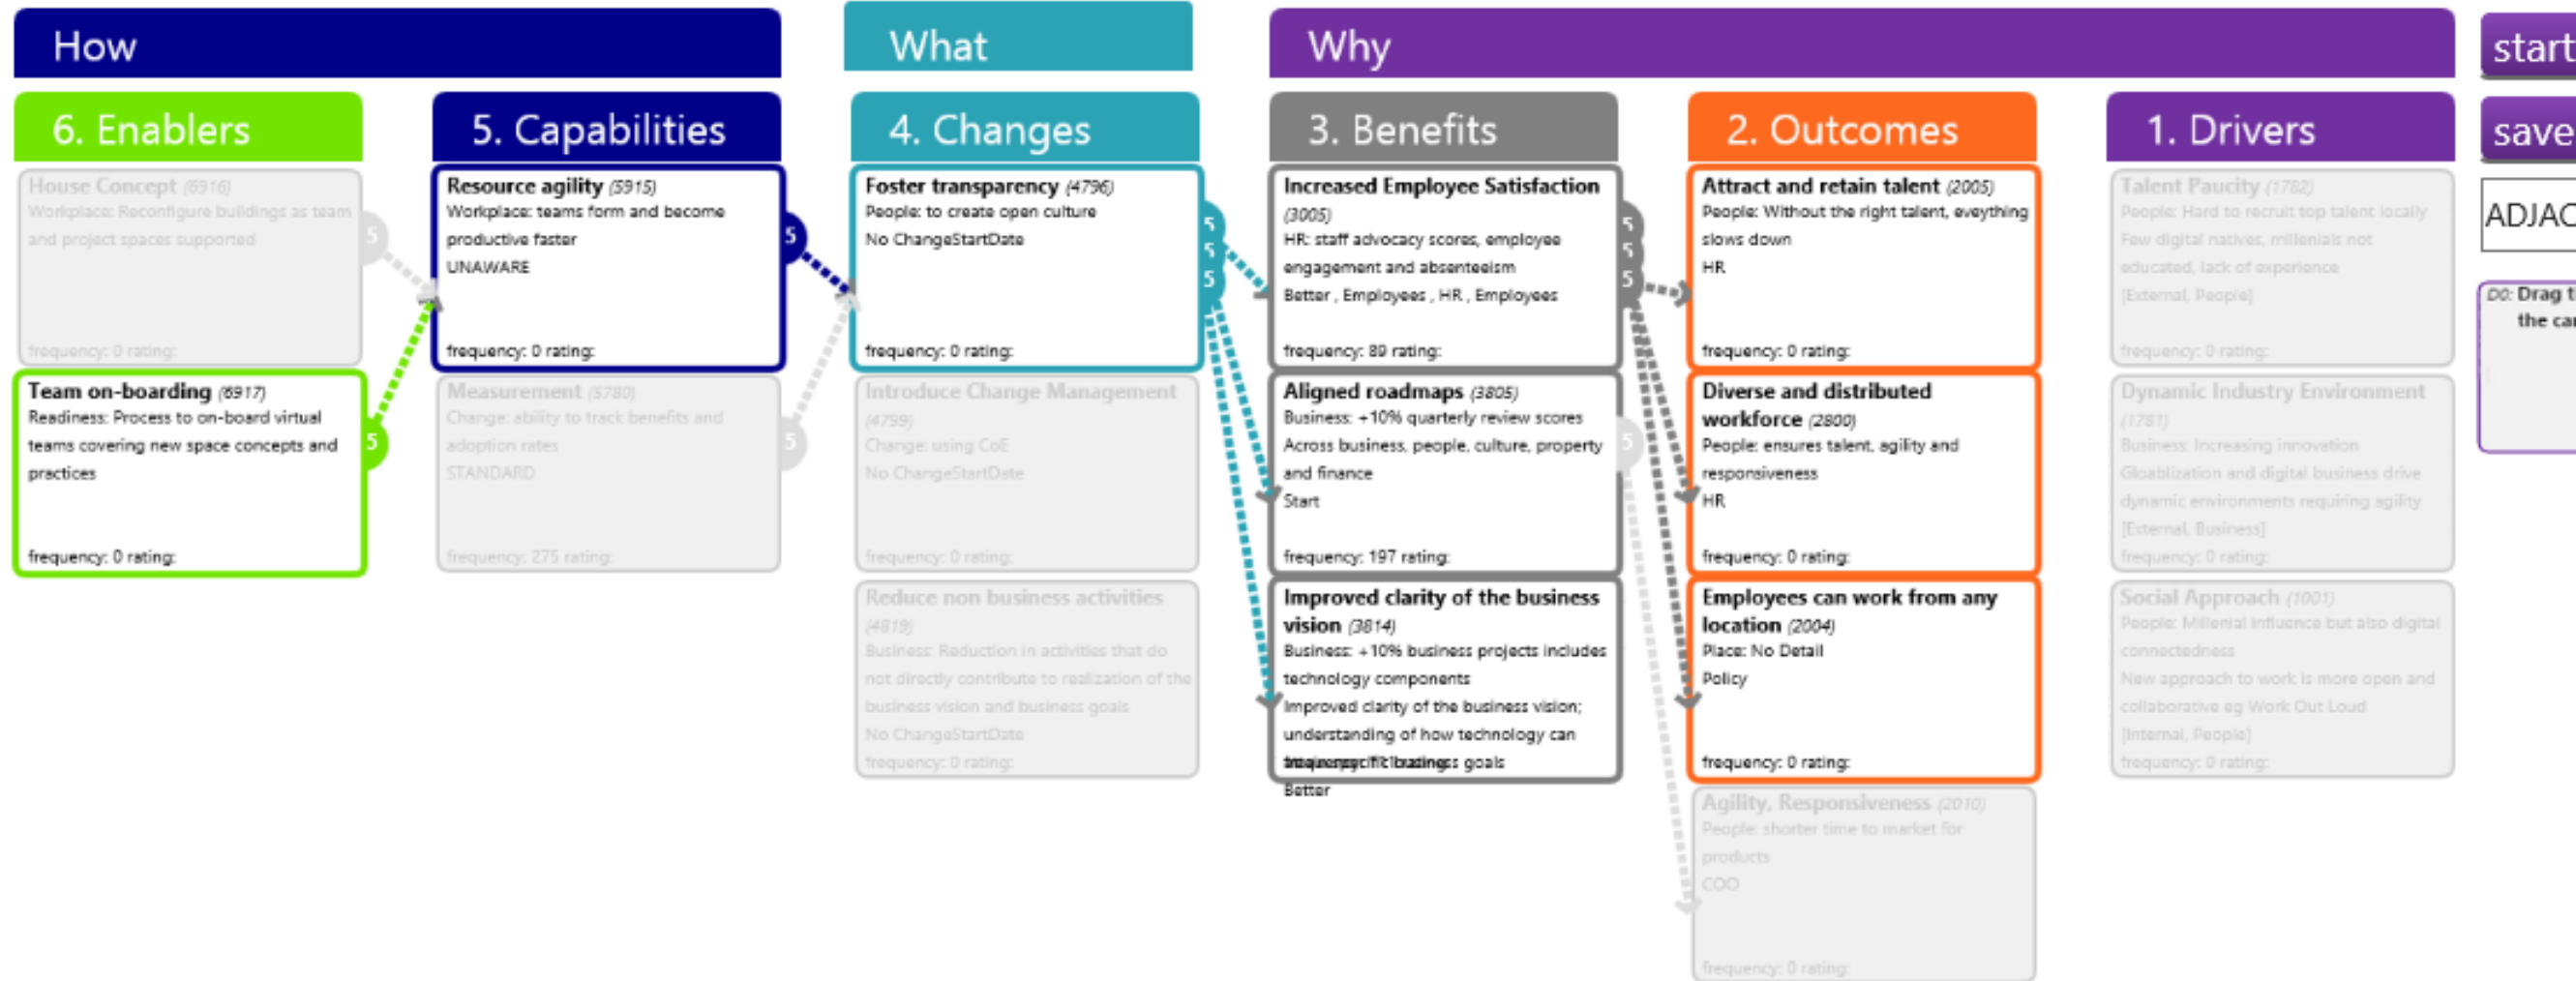 How
What
Why
start
6. Enablers
5. Capabilities
4. Changes
3. Benefits
2. Outcomes
1. Drivers
save
House Concept (6916)
Workplace: Reconfigure buildings as team
and project spaces supported
5
frequency: 0 rating:
Team on-boarding (6917)
Readiness: Process to on-board virtual
teams covering new space concepts and
practices
5
frequency: 0 rating:
Resource agility (5915)
Workplace: teams form and become
productive faster
UNAWARE
5
frequency: 0 rating:
Measurement (5780)
Change: ability to track benefits and
adoption rates
STANDARD
5
frequency: 275 rating:
Foster transparency (4796)
People: to create open culture
No ChangeStartDate
5
5
5
frequency: 0 rating:
Introduce Change Management
(4799)
Change: using CoE
No ChangeStartDate
frequency: 0 rating:
Reduce non business activities
(4819)
Business: Reduction in activities that do
not directly contribute to realization of the
business vision and business goals
No ChangeStartDate
frequency: 0 rating:
Increased Employee Satisfaction
(3005)
HR: staff advocacy scores, employee
engagement and absenteeism
Better , Employees , HR , Employees
5
5
5
frequency: 89 rating:
Aligned roadmaps (3805)
Business: +10% quarterly review scores
Across business, people, culture, property
and finance
Start
5
frequency: 197 rating:
Improved clarity of the business
vision (3814)
Business: +10% business projects includes
technology components
Improved clarity of the business vision;
understanding of how technology can
goals
Better
Attract and retain talent (2005)
People: Without the right talent, eveything
slows down
HR
frequency: 0 rating:
Diverse and distributed
workforce (2800)
People: ensures talent, agility and
responsiveness
HR
frequency: 0 rating:
Employees can work from any
location (2004)
Place: No Detail
Policy
frequency: 0 rating:
Agility, Responsiveness (2010)
People: shorter time to market for
products
COO
frequency: 0 rating:
Talent Paucity (1782)
People: Hard to recruit top talent locally
Few digital natives, millenials not
educated, lack of experience
[External, People]
frequency: 0 rating:
Dynamic Industry Environment
(1781)
Business: Increasing innovation
Gloablization and digital business drive
dynamic environments requiring agility
[External, Business]
frequency: 0 rating:
Social Approach (1001)
People: Millenial influence but also digital
connectedness
New approach to work is more open and
collaborative eg Work Out Loud
[Internal, People]
frequency: 0 rating:
ADJAC
D0: Drag t
the ca